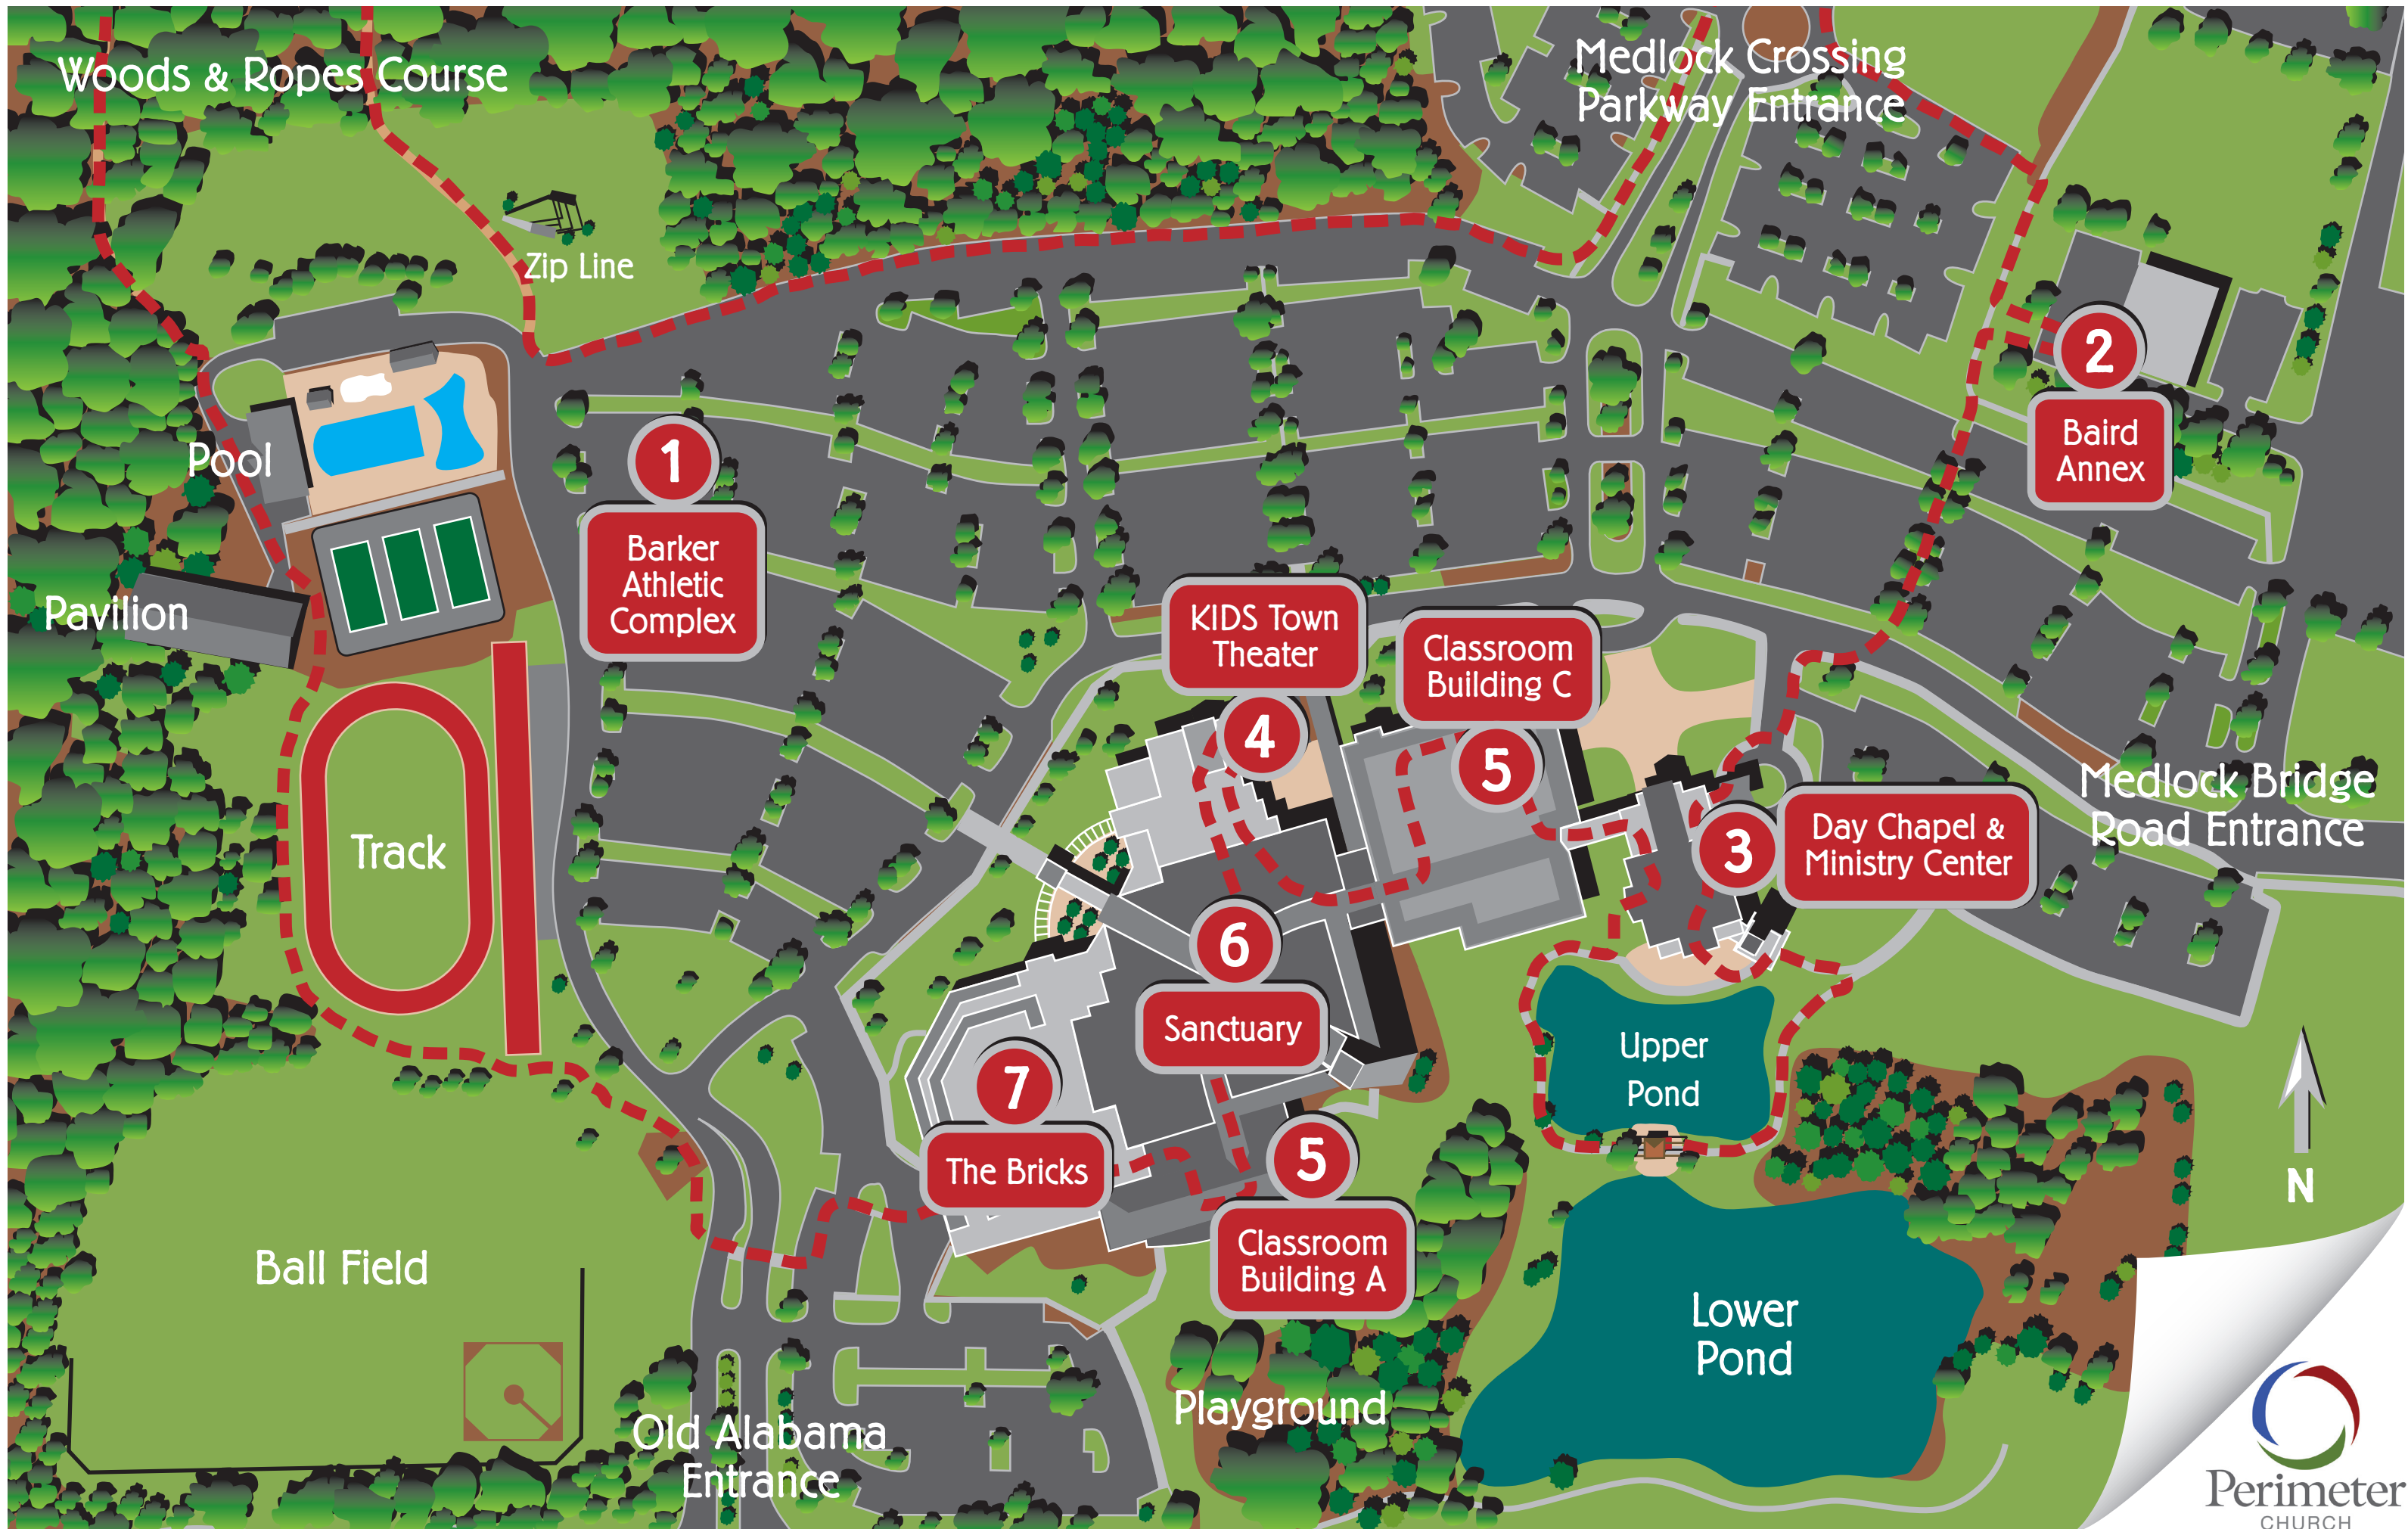 Woods & Ropes Course
Medlock Crossing
Parkway Entrance
Zip Line
2
Baird
Annex
Pool
1
Barker
Athletic
Complex
Pavilion
KIDS Town
Theater
4
Classroom
Building C
5
Medlock Bridge
Road Entrance
3
Day Chapel &
Ministry Center
Track
6
Sanctuary
Upper
Pond
7
The Bricks
5
Classroom
Building A
N
Ball Field
Lower
Pond
Playground
Old Alabama
Entrance
Perimeter
CHURCH